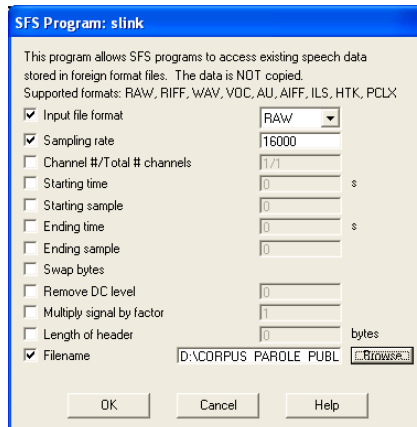 SFS Program: slink
This program allows SFS programs to access existing speech data
stored in foreign format files. The data is NOT copied.
Supported formats: RAW, RIFF, WAV, VOC, AU, AIFF, ILS, HTK, PCLX
Input file format RAW
Sampling rate 16000
Channel #/Total # channels 1/1
Starting time 0 s
Starting sample 0
Ending time 0 s
Ending sample 0
Swap bytes
Remove DC level 0
Multiply signal by factor 1
Length of header 0 bytes
Filename D:\CORPUS_PAROLE_PUBL Browse...
OK Cancel Help